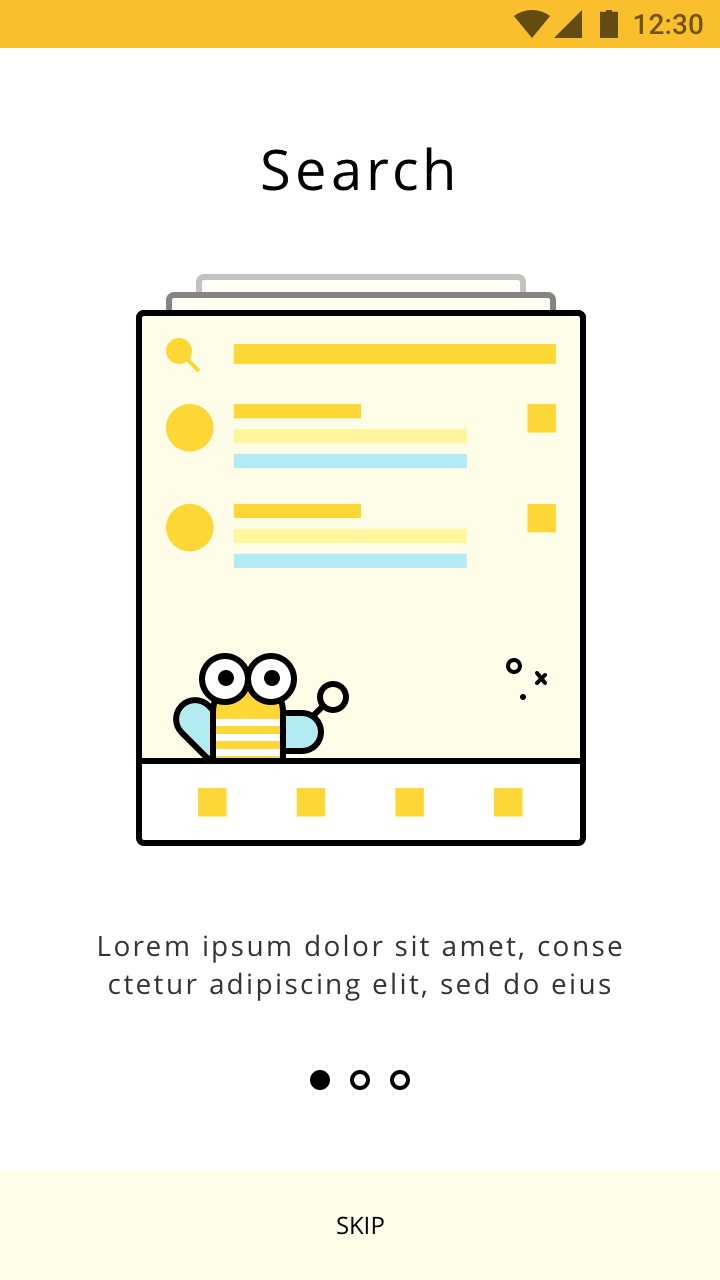 12:30
Search
Lorem ipsum dolor sit amet, conse
ctetur adipiscing elit, sed do eius
SKIP